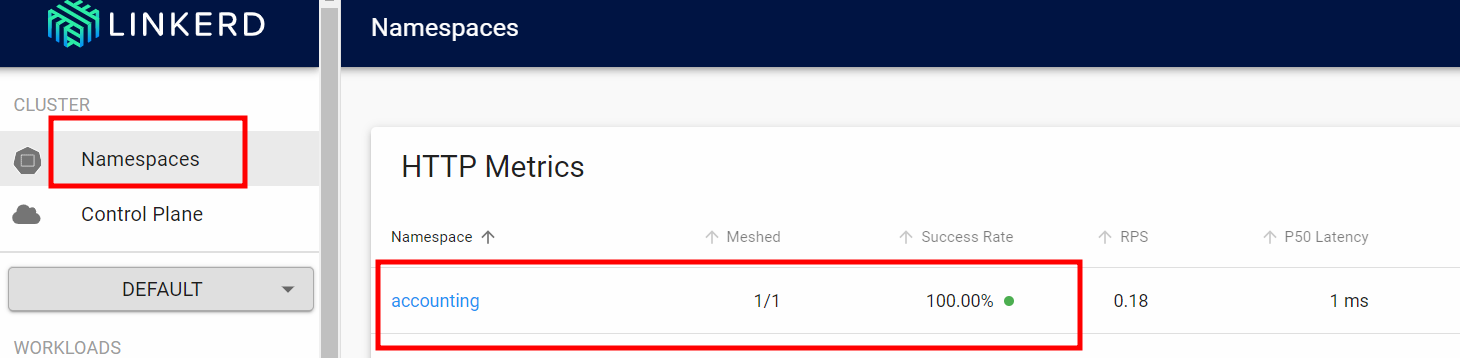 LINKERD
Namespaces
CLUSTER
Namespaces
Control Plane
DEFAULT
WORKLOADS
HTTP Metrics
Namespace Meshed Success Rate RPS P50 Latency
accounting 1/1 100.00% 0.18 1 ms